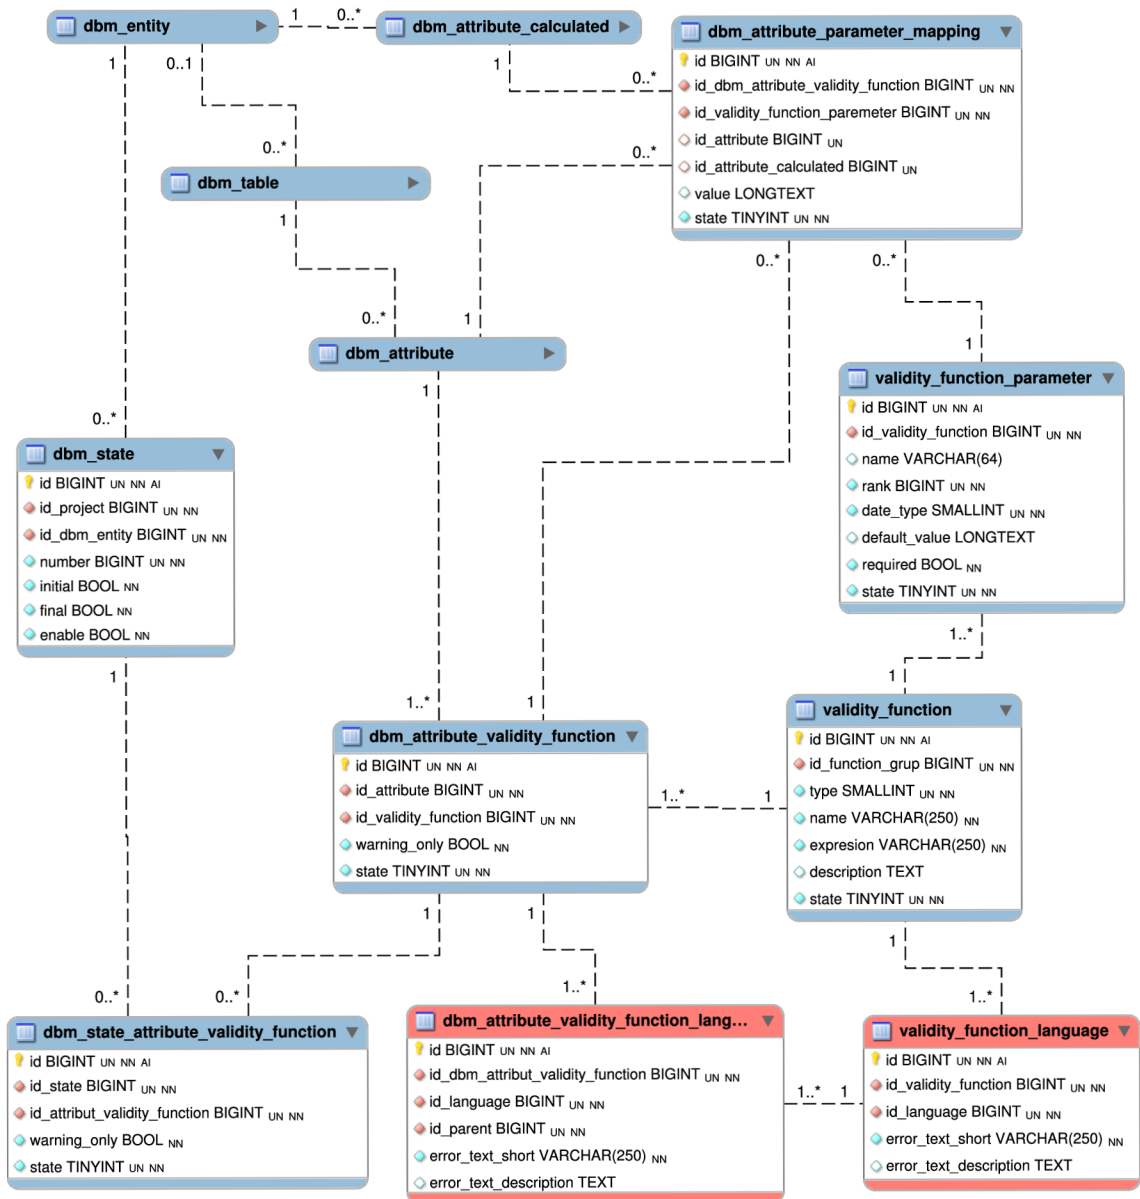 dbm_entity
1
0..*
dbm_attribute_calculated
1
0..1
1
0..*
dbm_attribute_parameter_mapping
id BIGINT UN NN AI
id_dbm_attribute_validity_function BIGINT UN NN
id_validity_function_paremeter BIGINT UN NN
id_attribute BIGINT UN
id_attribute_calculated BIGINT UN
value LONGTEXT
state TINYINT UN NN
0..*
0..*
dbm_table
1
0..*
0..*
0..*
1
1
dbm_attribute
1
validity_function_parameter
id BIGINT UN NN AI
id_validity_function BIGINT UN NN
name VARCHAR(64)
rank BIGINT UN NN
date_type SMALLINT UN NN
default_value LONGTEXT
required BOOL NN
state TINYINT UN NN
0..*
dbm_state
id BIGINT UN NN AI
id_project BIGINT UN NN
id_dbm_entity BIGINT UN NN
number BIGINT UN NN
initial BOOL NN
final BOOL NN
enable BOOL NN
1..*
1
1
1..*
1
dbm_attribute_validity_function
id BIGINT UN NN AI
id_attribute BIGINT UN NN
id_validity_function BIGINT UN NN
warning_only BOOL NN
state TINYINT UN NN
1..*
1
validity_function
id BIGINT UN NN AI
id_function_grup BIGINT UN NN
type SMALLINT UN NN
name VARCHAR(250) NN
expresion VARCHAR(250) NN
description TEXT
state TINYINT UN NN
1
1
1
0..*
0..*
1..*
1..*
dbm_state_attribute_validity_function
id BIGINT UN NN AI
id_state BIGINT UN NN
id_attribut_validity_function BIGINT UN NN
warning_only BOOL NN
state TINYINT UN NN
dbm_attribute_validity_function_lang...
id BIGINT UN NN AI
id_dbm_attribut_validity_function BIGINT UN NN
id_language BIGINT UN NN
id_parent BIGINT UN NN
error_text_short VARCHAR(250) NN
error_text_description TEXT
1..*
1
validity_function_language
id BIGINT UN NN AI
id_validity_function BIGINT UN NN
id_language BIGINT UN NN
error_text_short VARCHAR(250) NN
error_text_description TEXT